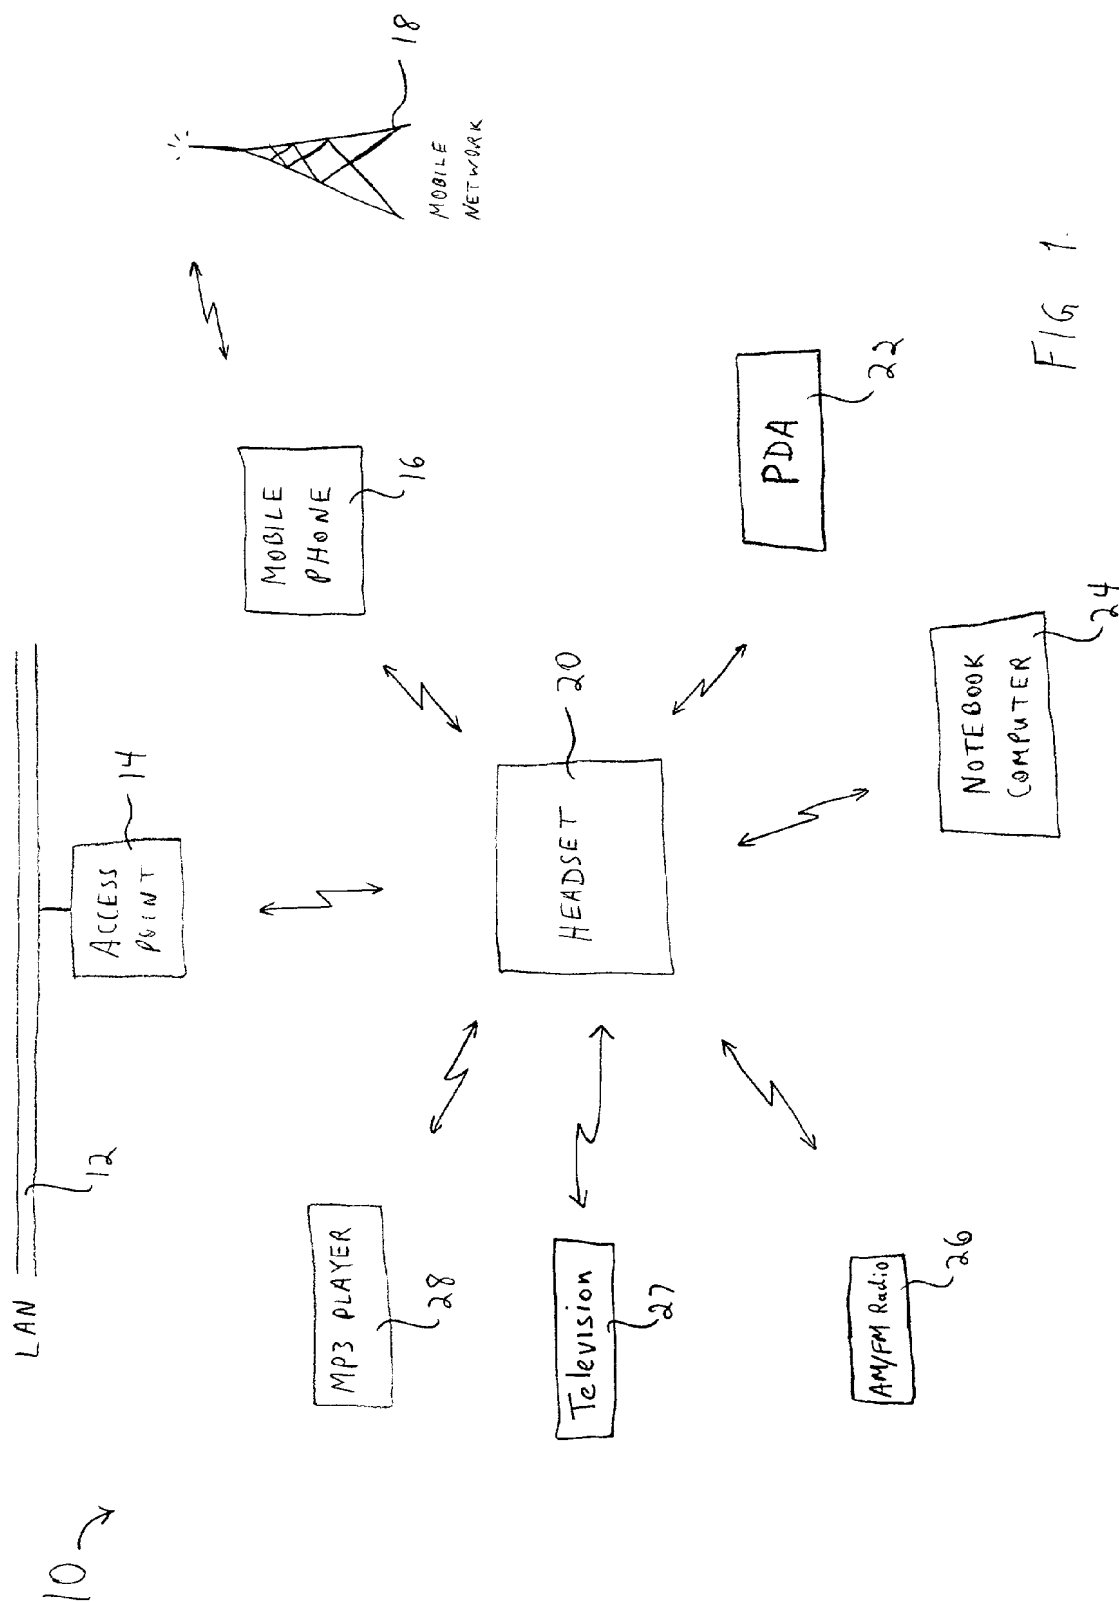 10
LAN
12
ACCESS
POINT
14
MOBILE
PHONE
16
18
MOBILE
NETWORK
MP3 PLAYER
28
Television
27
HEADSET
20
PDA
22
AM/FM Radio
26
NOTEBOOK
COMPUTER
24
FIG 1.